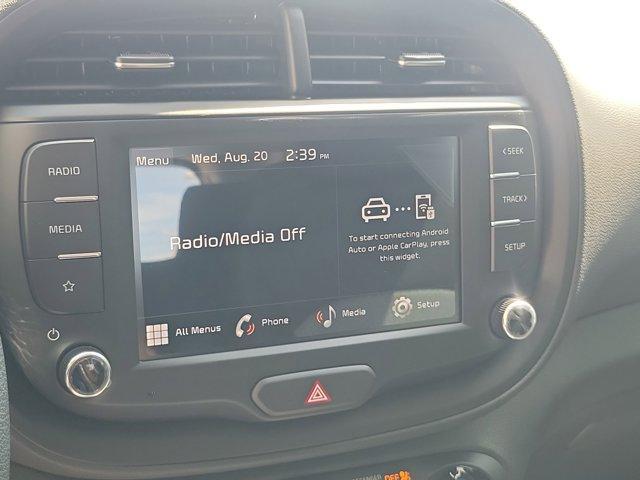 Menu Wed, Aug. 20 2:39 PM
RADIO
MEDIA
Radio/Media Off
To start connecting Android
Auto or Apple CarPlay, press
this widget.
All Menus
Phone
Media
Setup
< SEEK
TRACK >
SETUP
OFF